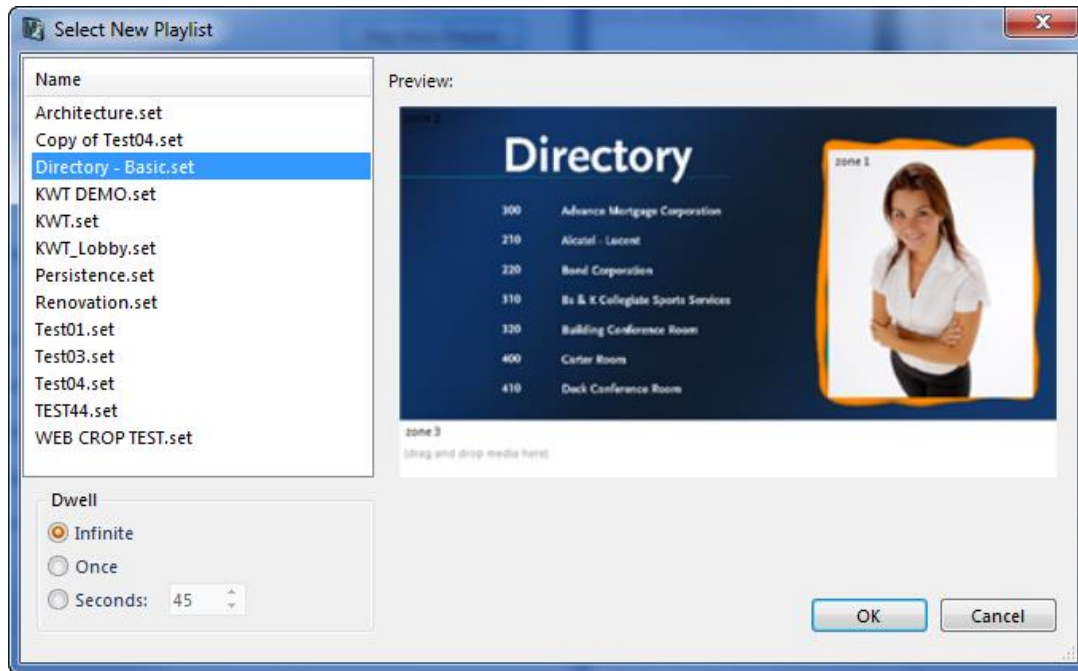 Select New Playlist
Name
Architecture.set
Copy of Test04.set
Directory - Basic.set
KWT DEMO.set
KWT.set
KWT_Lobby.set
Persistence.set
Renovation.set
Test01.set
Test03.set
Test04.set
TEST44.set
WEB CROP TEST.set
Dwell
Infinite
Once
Seconds: 45
Preview:
zone 2
Directory
300 Advance Mortgage Corporation
210 Alcatel - Lucent
220 Bond Corporation
310 Bs & K Collegiate Sports Services
320 Building Conference Room
400 Carter Room
410 Deck Conference Room
zone 1
zone 3
(drag and drop media here)
OK Cancel